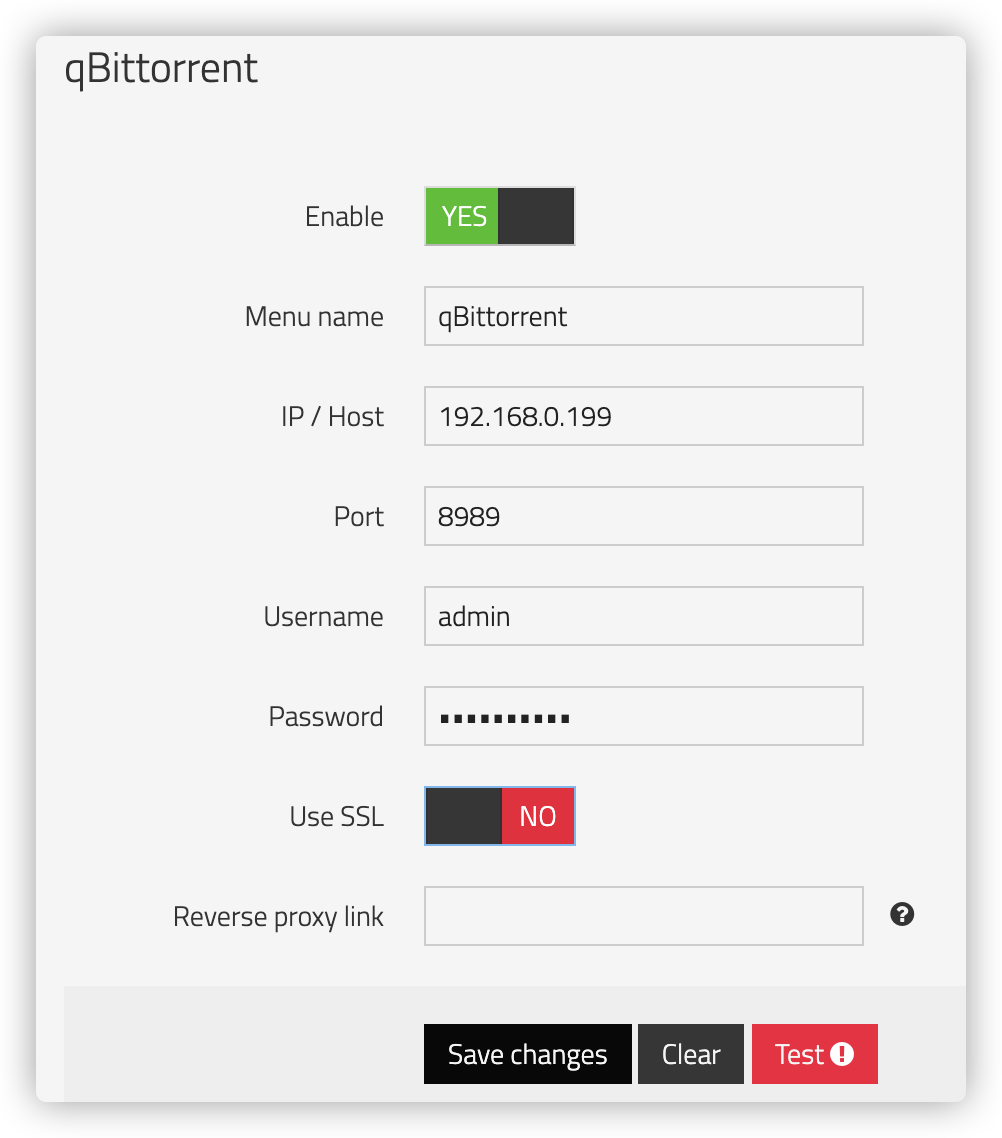 qBittorrent
Enable YES
Menu name qBittorrent
IP / Host 192.168.0.199
Port 8989
Username admin
Password ▪▪▪▪▪▪▪▪▪▪
Use SSL NO
Reverse proxy link ?
Save changes Clear Test !